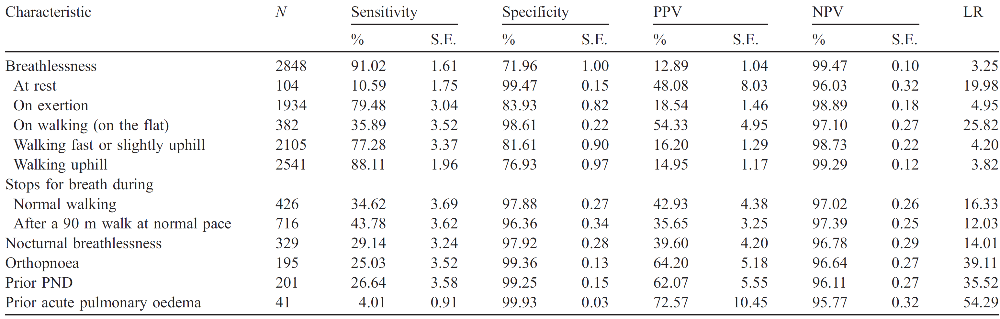 Characteristic N Sensitivity Specificity PPV NPV LR
% S.E. % S.E. % S.E. % S.E.
Breathlessness 2848 91.02 1.61 71.96 1.00 12.89 1.04 99.47 0.10 3.25
At rest 104 10.59 1.75 99.47 0.15 48.08 8.03 96.03 0.32 19.98
On exertion 1934 79.48 3.04 83.93 0.82 18.54 1.46 98.89 0.18 4.95
On walking (on the flat) 382 35.89 3.52 98.61 0.22 54.33 4.95 97.10 0.27 25.82
Walking fast or slightly uphill 2105 77.28 3.37 81.61 0.90 16.20 1.29 98.73 0.22 4.20
Walking uphill 2541 88.11 1.96 76.93 0.97 14.95 1.17 99.29 0.12 3.82
Stops for breath during
Normal walking 426 34.62 3.69 97.88 0.27 42.93 4.38 97.02 0.26 16.33
After a 90 m walk at normal pace 716 43.78 3.62 96.36 0.34 35.65 3.25 97.39 0.25 12.03
Nocturnal breathlessness 329 29.14 3.24 97.92 0.28 39.60 4.20 96.78 0.29 14.01
Orthopnoea 195 25.03 3.52 99.36 0.13 64.20 5.18 96.64 0.27 39.11
Prior PND 201 26.64 3.58 99.25 0.15 62.07 5.55 96.11 0.27 35.52
Prior acute pulmonary oedema 41 4.01 0.91 99.93 0.03 72.57 10.45 95.77 0.32 54.29